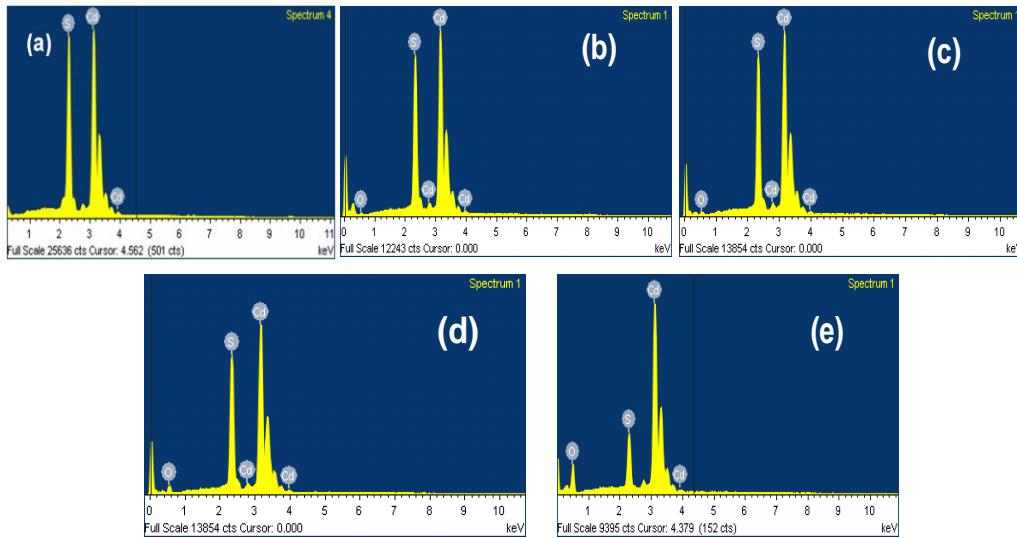 Spectrum 4
(a)
S
Cd
Cd
1 2 3 4 5 6 7 8 9 10 11
Full Scale 25636 cts Cursor: 4.562 (501 cts) keV
Spectrum 1
(b)
O
S
Cd
Cd
Cd
0 1 2 3 4 5 6 7 8 9 10
Full Scale 12243 cts Cursor: 0.000 keV
Spectrum 1
(c)
O
S
Cd
Cd
Cd
0 1 2 3 4 5 6 7 8 9 10
Full Scale 13854 cts Cursor: 0.000 keV
Spectrum 1
(d)
O
S
Cd
Cd
Cd
0 1 2 3 4 5 6 7 8 9 10
Full Scale 13854 cts Cursor: 0.000 keV
Spectrum 1
(e)
O
S
Cd
Cd
1 2 3 4 5 6 7 8 9 10
Full Scale 9395 cts Cursor: 4.379 (152 cts) keV